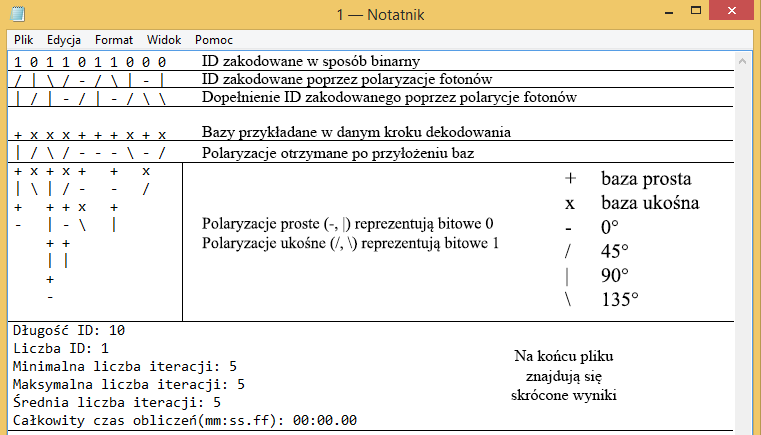 1 — Notatnik
Plik Edycja Format Widok Pomoc
1 0 1 1 0 1 1 0 0 0 ID zakodowane w sposób binarny
/ | \ / - / \ | - | ID zakodowane poprzez polaryzacje fotonów
| / | - / | - / \ \ Dopełnienie ID zakodowanego poprzez polarycje fotonów
+ x x x + + + x + x Bazy przykładane w danym kroku dekodowania
| / \ / - - - \ - / Polaryzacje otrzymane po przyłożeniu baz
+ x + x + + x
| \ | / - - /
+ + + x +
- | - \ |
+ +
| |
+
-
Polaryzacje proste (-, |) reprezentują bitowe 0
Polaryzacje ukośne (/, \) reprezentują bitowe 1
+ baza prosta
x baza ukośna
- 0°
/ 45°
| 90°
\ 135°
Długość ID: 10
Liczba ID: 1
Minimalna liczba iteracji: 5
Maksymalna liczba iteracji: 5
Średnia liczba iteracji: 5
Całkowity czas obliczeń(mm:ss.ff): 00:00.00
Na końcu pliku
znajdują się
skrócone wyniki